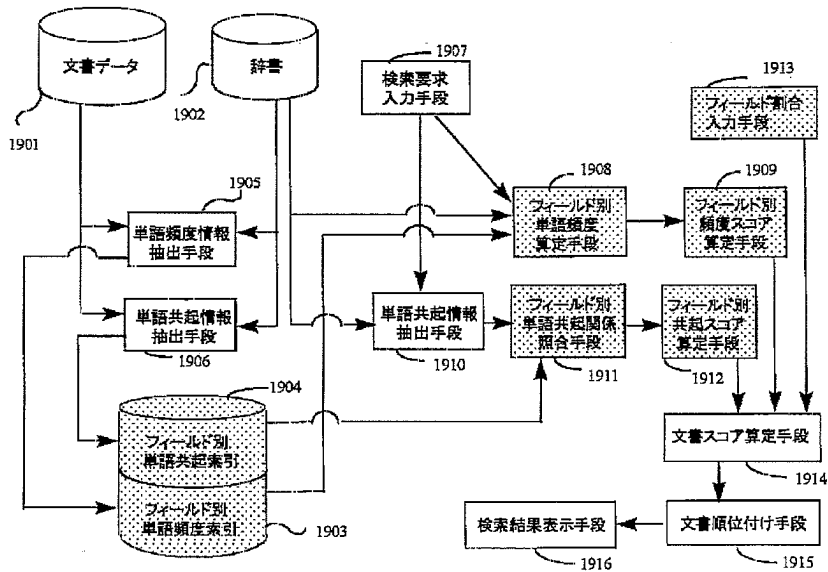 文書データ
1901
辞書
1902
1907
検索要求
入力手段
1913
フィールド割合
入力手段
1905
単語頻度情報
抽出手段
1908
フィールド別
単語頻度
算定手段
1909
フィールド別
頻度スコア
算定手段
単語共起情報
抽出手段
1906
単語共起情報
抽出手段
1910
フィールド別
単語共起関係
照合手段
1911
フィールド別
共起スコア
算定手段
1912
1904
フィールド別
単語共起索引
フィールド別
単語頻度索引
1903
文書スコア算定手段
1914
検索結果表示手段
1916
文書順位付け手段
1915